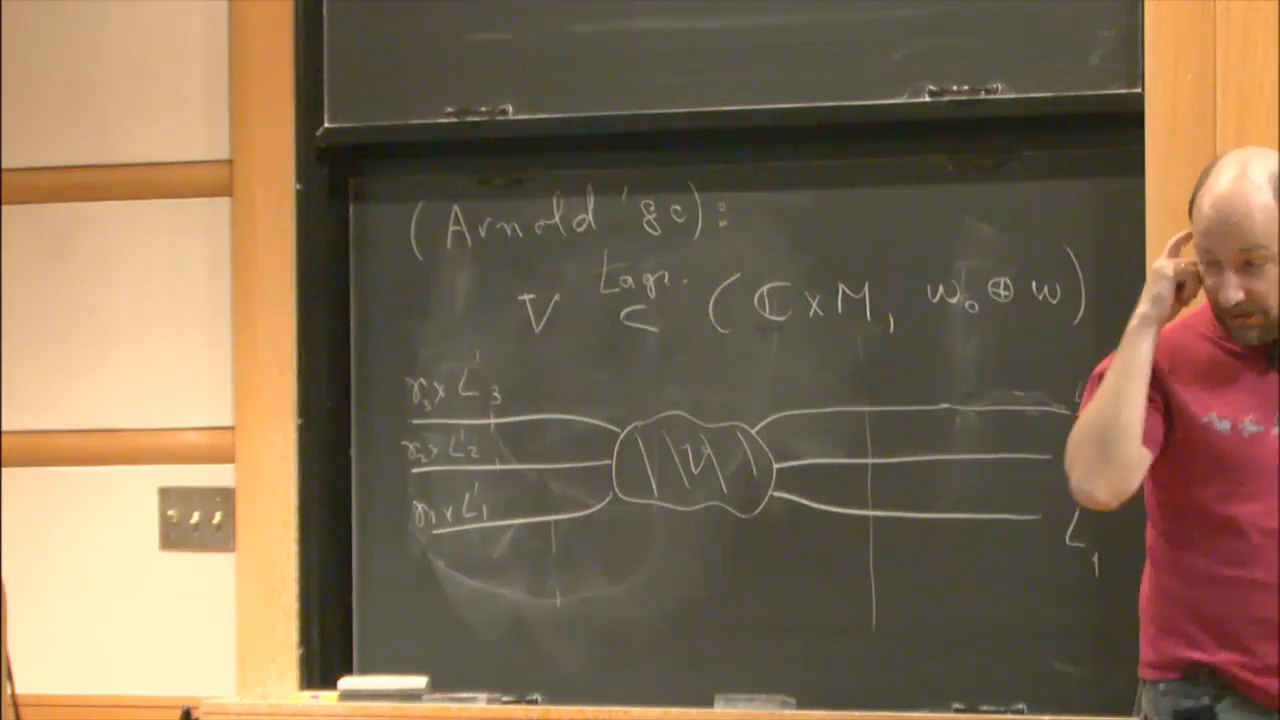 (Arnold '80):
Lagr.
V ⊂ (ℂ×M, ω₀⊕ω)
γ₃ × L'₃
γ₂ × L'₂
V
γ₁ × L'₁
L₁